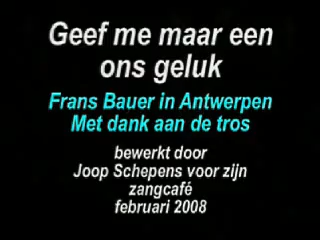 Geef me maar een
ons geluk
Frans Bauer in Antwerpen
Met dank aan de tros
bewerkt door
Joop Schepens voor zijn
zangcafé
februari 2008